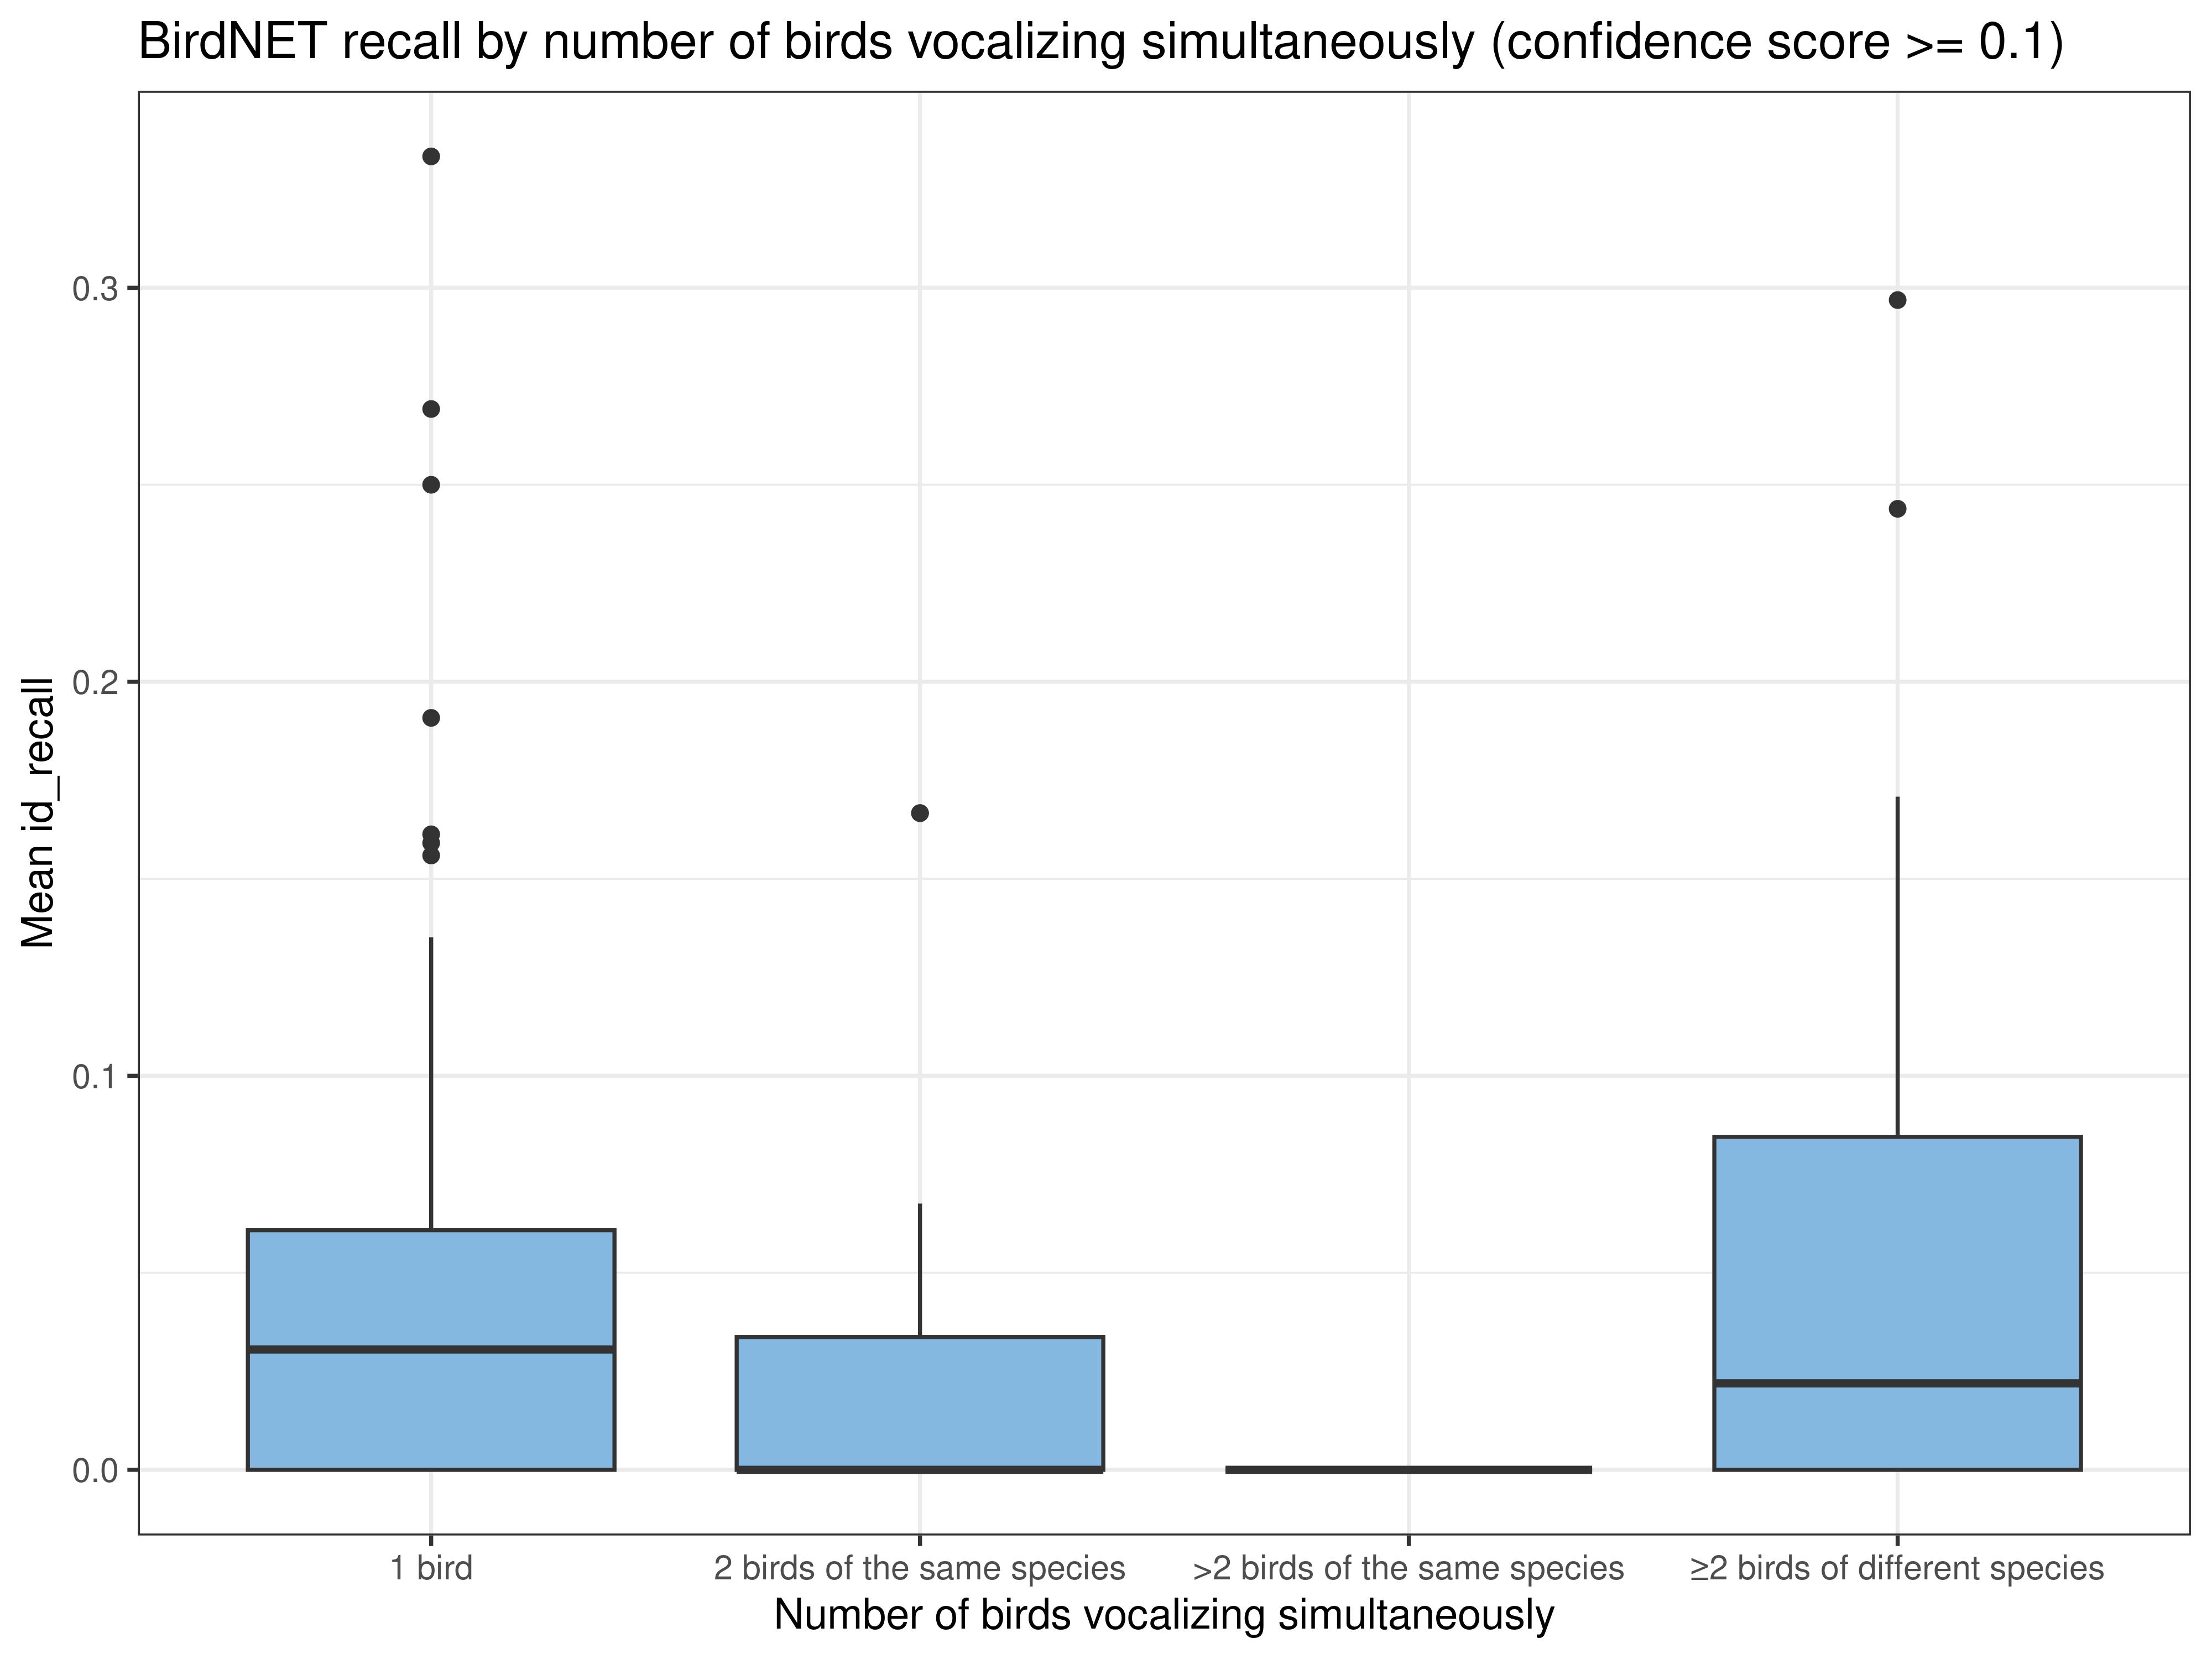 BirdNET recall by number of birds vocalizing simultaneously (confidence score >= 0.1)
Mean id_recall
0.3
0.2
0.1
0.0
1 bird
2 birds of the same species
>2 birds of the same species
≥2 birds of different species
Number of birds vocalizing simultaneously